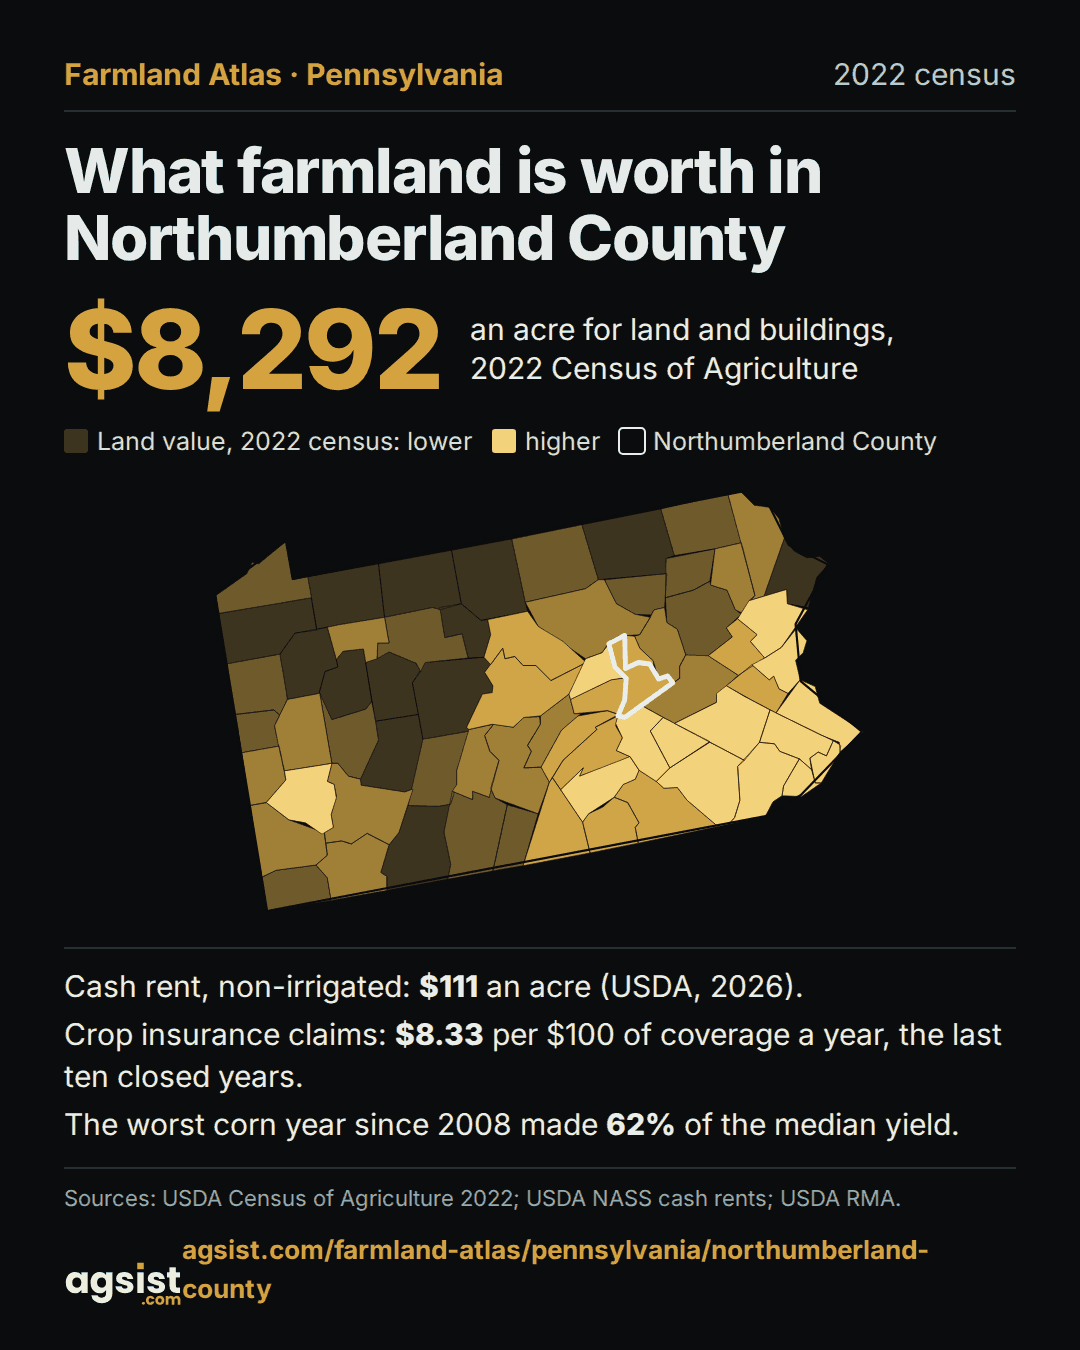 Farmland Atlas · Pennsylvania
2022 census
What farmland is worth in
Northumberland County
$8,292
an acre for land and buildings,
2022 Census of Agriculture
Land value, 2022 census: lower
higher
Northumberland County
Cash rent, non-irrigated: $111 an acre (USDA, 2026).
Crop insurance claims: $8.33 per $100 of coverage a year, the last
ten closed years.
The worst corn year since 2008 made 62% of the median yield.
Sources: USDA Census of Agriculture 2022; USDA NASS cash rents; USDA RMA.
agsist
.com
agsist.com/farmland-atlas/pennsylvania/northumberland-
county